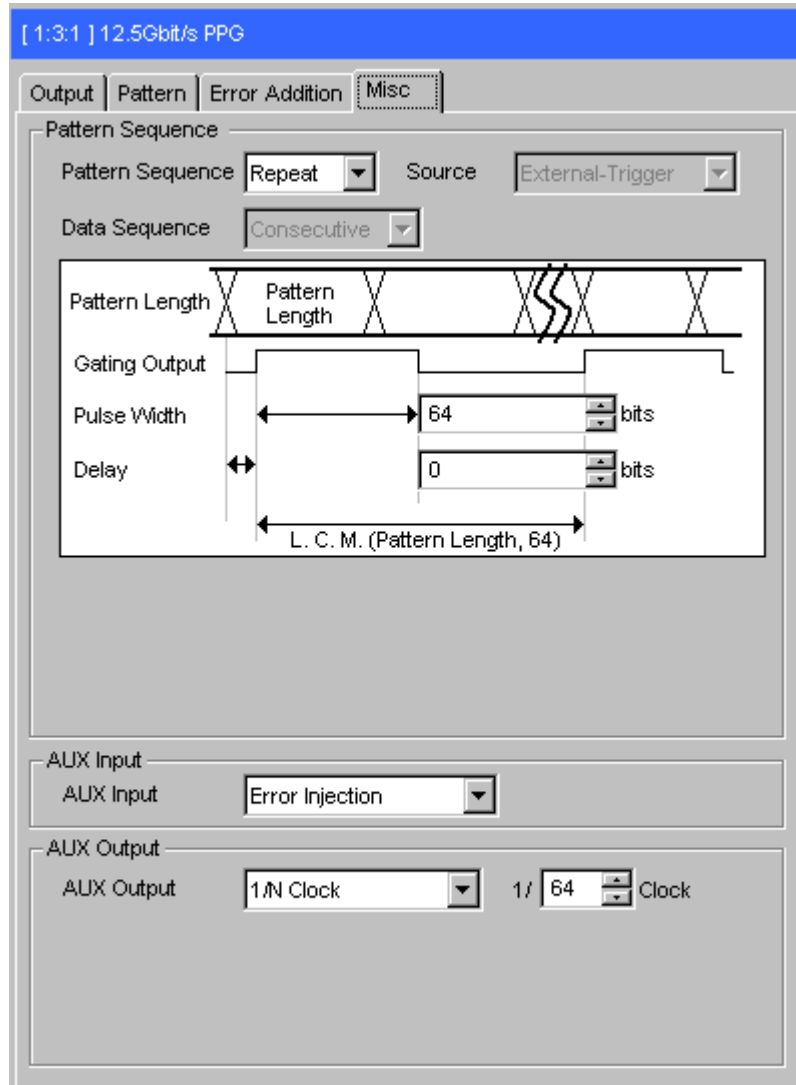 [ 1:3:1 ] 12.5Gbit/s PPG
Output Pattern Error Addition Misc
Pattern Sequence
Pattern Sequence Repeat Source External-Trigger
Data Sequence Consecutive
Pattern Length Pattern Length
Gating Output
Pulse Width 64 bits
Delay 0 bits
L. C. M. (Pattern Length, 64)
AUX Input
AUX Input Error Injection
AUX Output
AUX Output 1/N Clock 1/ 64 Clock